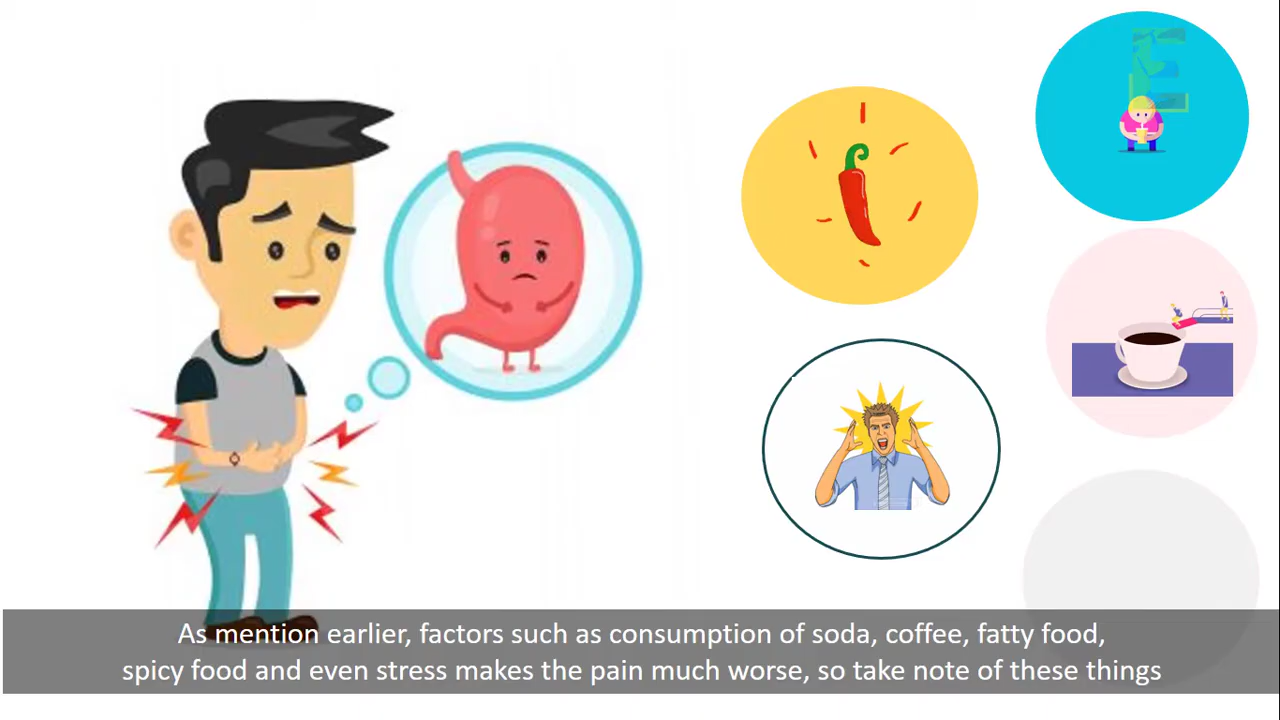 E
As mention earlier, factors such as consumption of soda, coffee, fatty food,
spicy food and even stress makes the pain much worse, so take note of these things